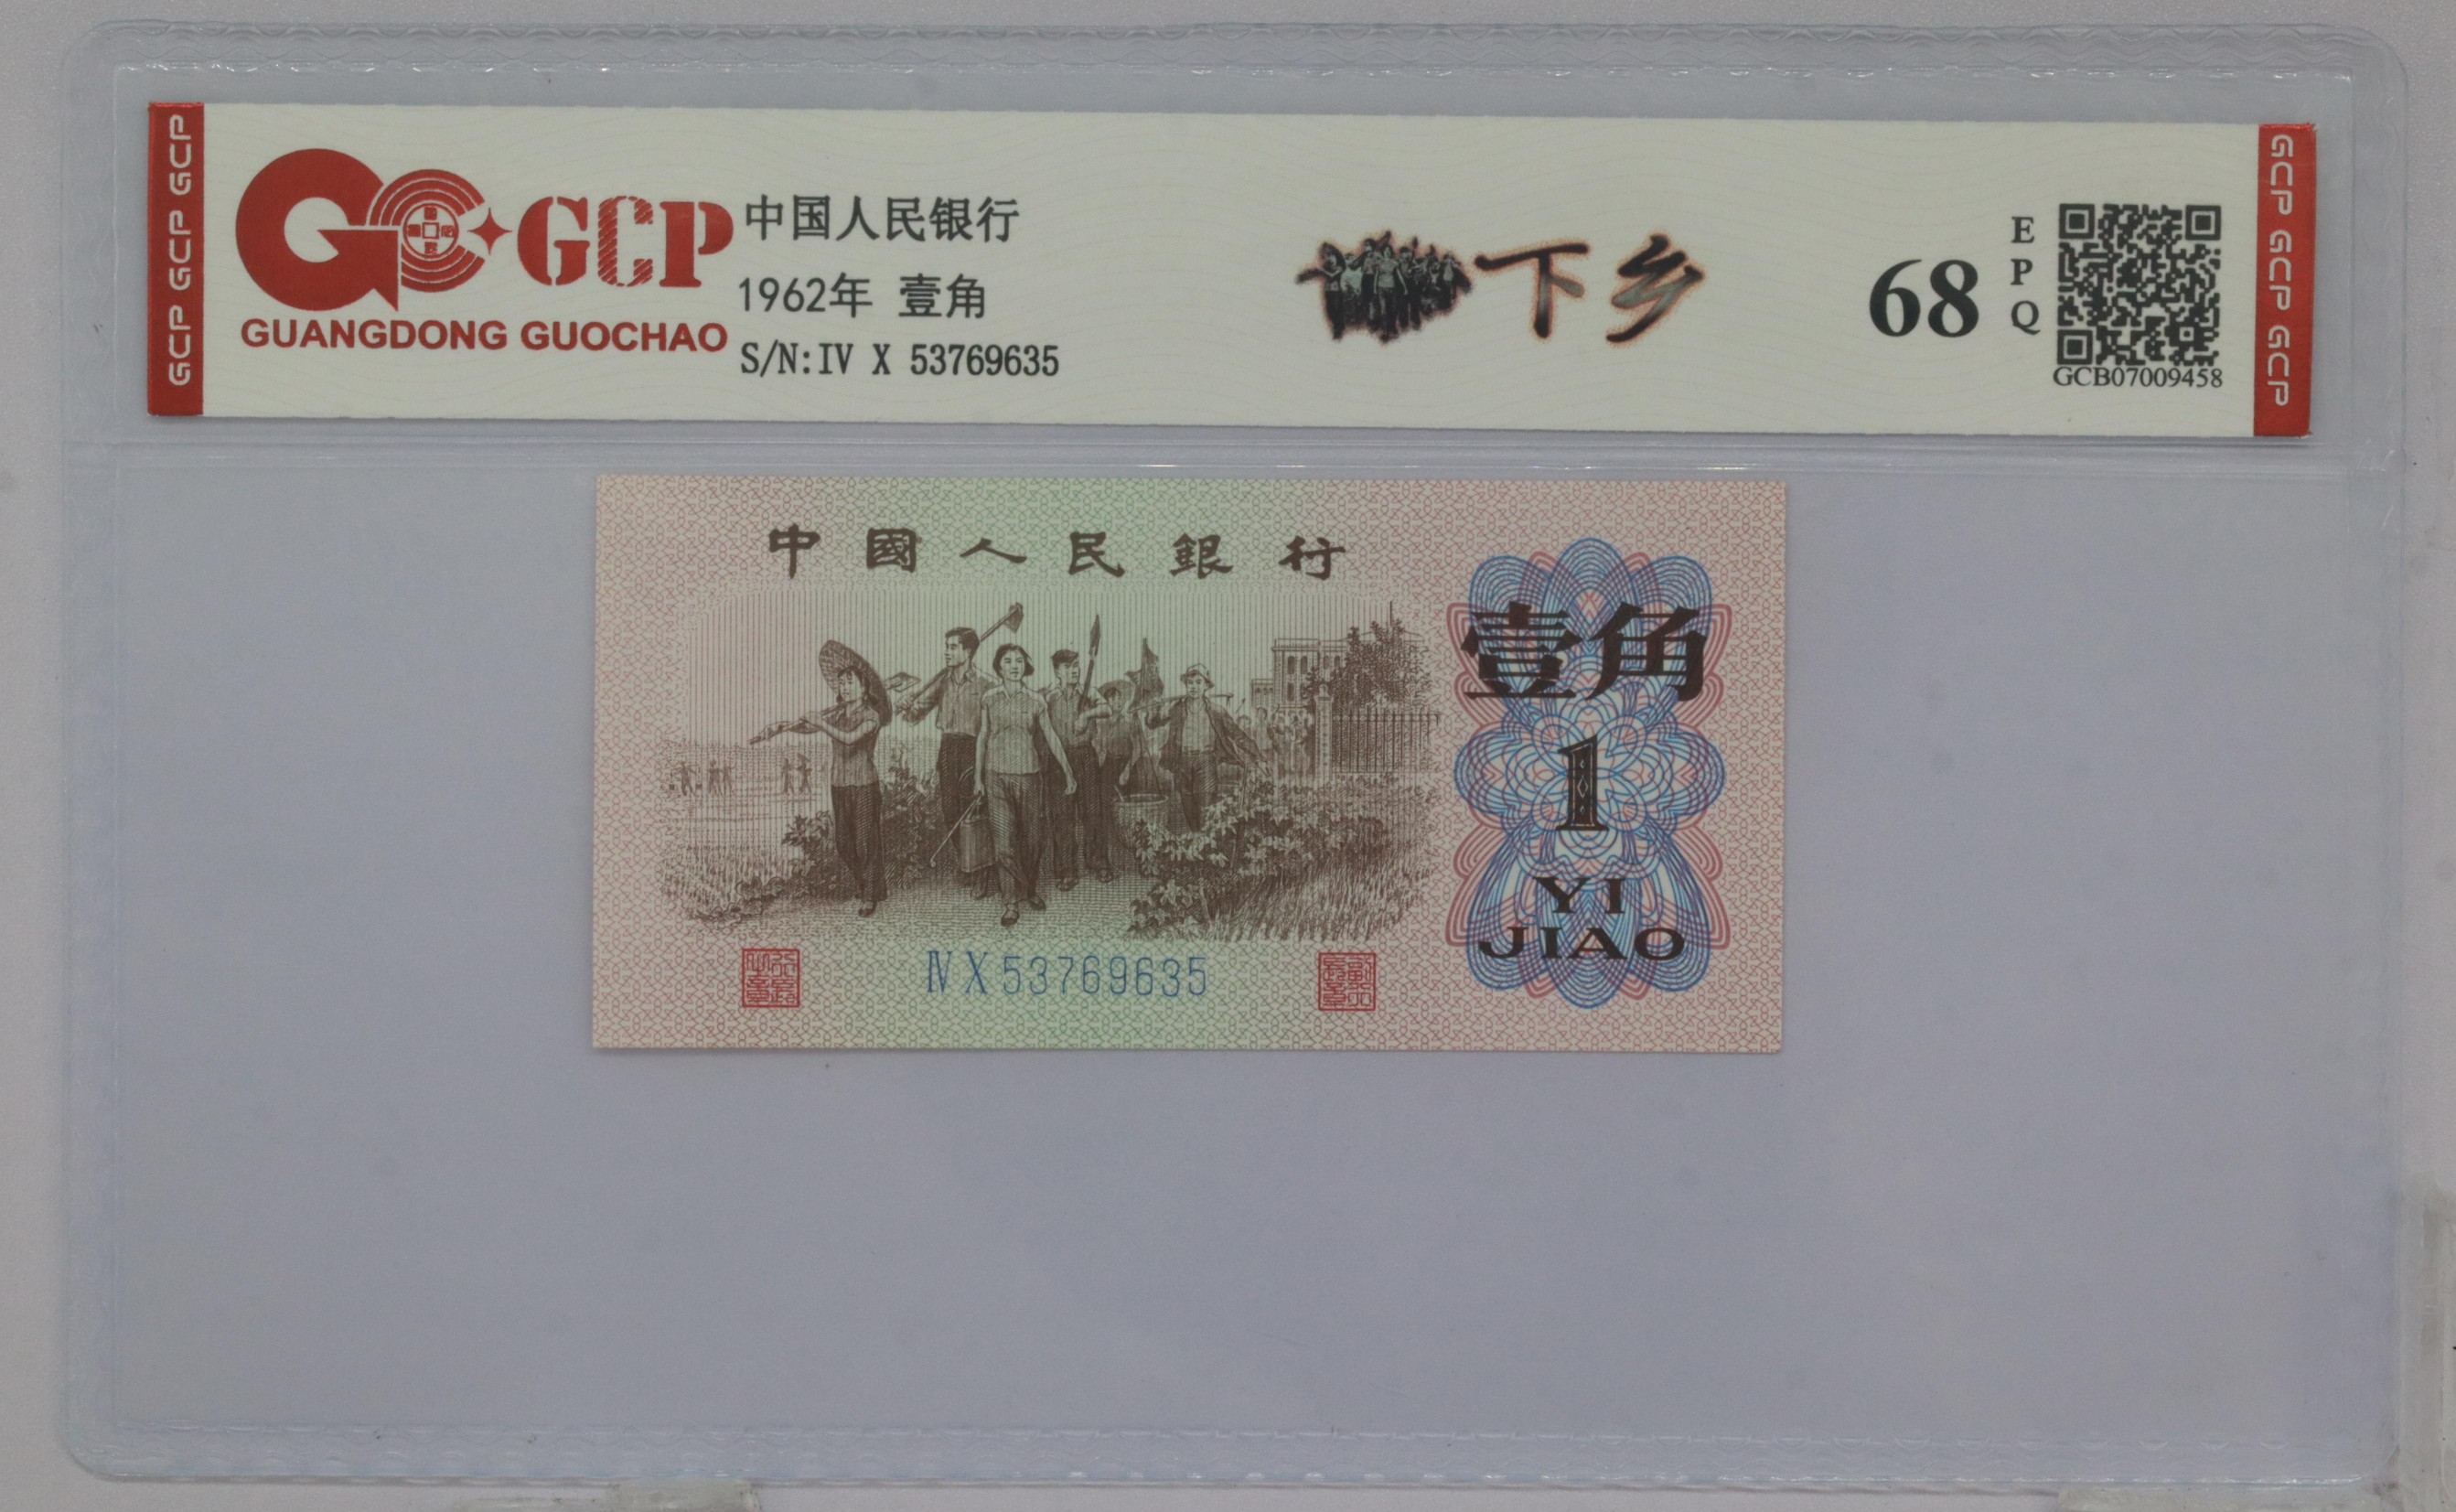 GCP GCP GCP
GCP
GUANGDONG GUOCHAO
中国人民银行
1962年 壹角
S/N:IV X 53769635
下乡
68
EPQ
GCB07009458
GCP GCP GCP
中國人民銀行
壹角
1
YI
JIAO
IV X 53769635